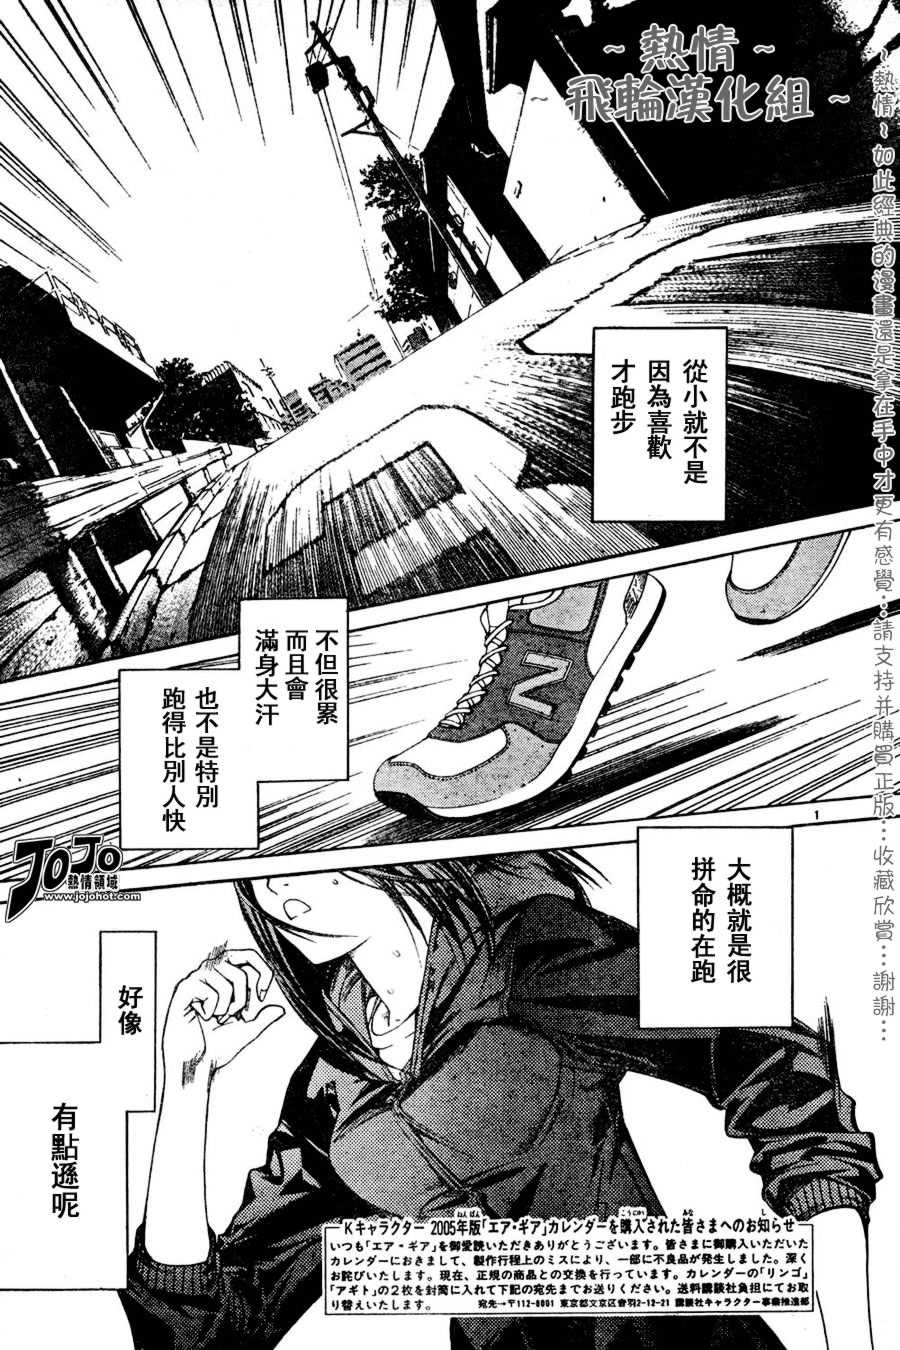 ~ 熱情 ~
~ 飛輪漢化組 ~
~熱情~如此經典的漫畫還是拿在手中才更有感覺…請支持并購買正版…收藏欣賞…謝謝…
從小就不是
因為喜歡
才跑步
不但很累
而且會
滿身大汗
也不是特別
跑得比別人快
N
1
大概就是很
拼命的在跑
JOJO
熱情領域
www.jojohot.com
好像
有點遜呢
Kキャラクター 2005年版「エア・ギア」カレンダーを購入された皆さまへのお知らせ
いつも「エア・ギア」を御愛読いただきありがとうございます。皆さまに御購入いただいた
カレンダーにおきまして、製作行程上のミスにより、一部に不良品が発生しました。深く
お詫びいたします。現在、正規の商品との交換を行っています。カレンダーの「リンゴ」
「アギト」の2枚を封筒に入れて下記の宛先までお送りください。送料講談社負担にてお取
り替えいたします。 宛先→〒112-8001 東京都文京区音羽2-12-21 講談社キャラクター事業推進部